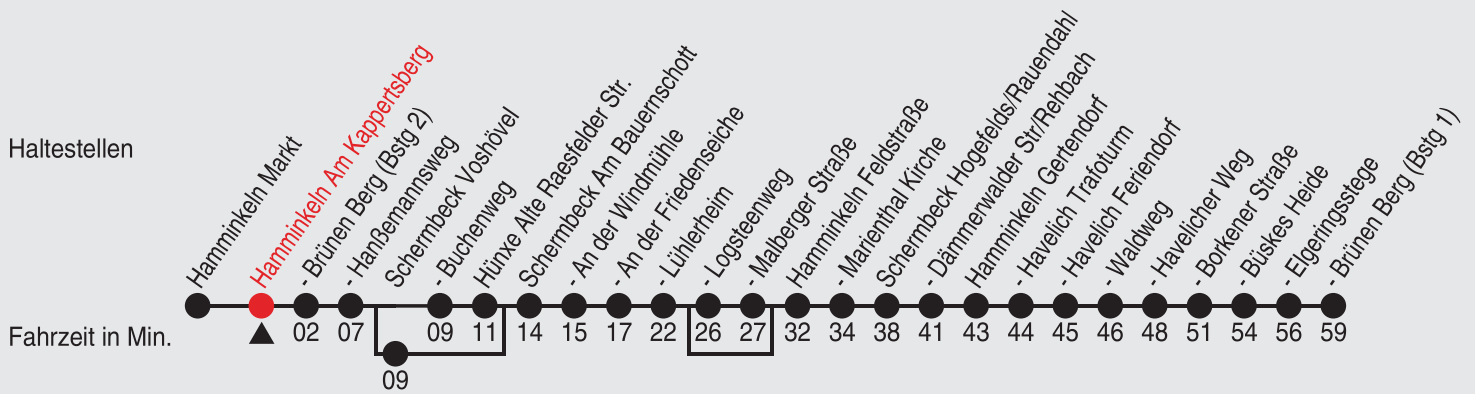 Haltestellen
Hamminkeln Markt
Hamminkeln Am Kappertsberg
- Brünen Berg (Bstg 2)
- Hanßemannsweg
Schermbeck Voshövel
- Buchenweg
Hünxe Alte Raesfelder Str.
Schermbeck Am Bauernschott
- An der Windmühle
- An der Friedenseiche
- Lühlerheim
- Logsteenweg
- Malberger Straße
Hamminkeln Feldstraße
- Marienthal Kirche
Schermbeck Hogefelds/Rauendahl
- Dämmerwalder Str/Rehbach
Hamminkeln Gertendorf
- Havelich Trafoturm
- Havelich Feriendorf
- Waldweg
- Havelicher Weg
- Borkener Straße
- Büskes Heide
- Elgeringsstege
- Brünen Berg (Bstg 1)
Fahrzeit in Min.
02 07 09 11 14 15 17 22 26 27 32 34 38 41 43 44 45 46 48 51 54 56 59
09